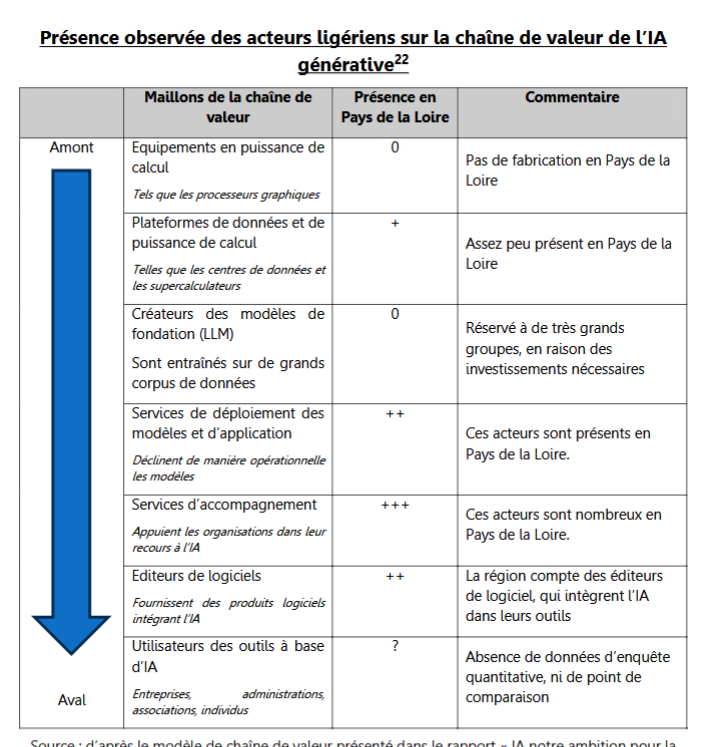 Présence observée des acteurs ligériens sur la chaîne de valeur de l'IA
générative22
Maillons de la chaîne de
valeur
Présence en
Pays de la Loire
Commentaire
Amont
Equipements en puissance de
calcul
Tels que les processeurs graphiques
0
Pas de fabrication en Pays de la
Loire
Plateformes de données et de
puissance de calcul
Telles que les centres de données et
les supercalculateurs
+
Assez peu présent en Pays de la
Loire
Créateurs des modèles de
fondation (LLM)
Sont entraînés sur de grands
corpus de données
0
Réservé à de très grands
groupes, en raison des
investissements nécessaires
Services de déploiement des
modèles et d'application
Déclinent de manière opérationnelle
les modèles
++
Ces acteurs sont présents en
Pays de la Loire.
Services d'accompagnement
Appuient les organisations dans leur
recours à l'IA
+++
Ces acteurs sont nombreux en
Pays de la Loire.
Editeurs de logiciels
Fournissent des produits logiciels
intégrant l'IA
++
La région compte des éditeurs
de logiciel, qui intègrent l'IA
dans leurs outils
Utilisateurs des outils à base
d'IA
Entreprises, administrations,
associations, individus
?
Absence de données d'enquête
quantitative, ni de point de
comparaison
Aval
Source : d'après le modèle de chaîne de valeur présenté dans le rapport « IA notre ambition pour la